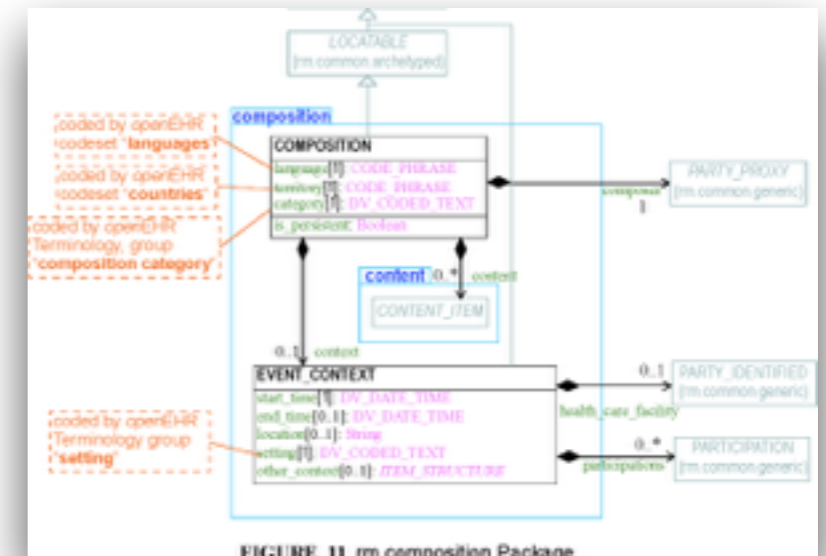 LOCATABLE
(rm.common.archetyped)
composition
coded by openEHR
codeset "languages"
coded by openEHR
codeset "countries"
coded by openEHR
Terminology, group
"composition category"
COMPOSITION
language[1]: CODE_PHRASE
territory[1]: CODE_PHRASE
category[1]: DV_CODED_TEXT
is_persistent: Boolean
composer
1
PARTY_PROXY
(rm.common.generic)
content
0..*
content
CONTENT_ITEM
0..1
context
EVENT_CONTEXT
start_time[1]: DV_DATE_TIME
end_time[0..1]: DV_DATE_TIME
location[0..1]: String
setting[1]: DV_CODED_TEXT
other_context[0..1]: ITEM_STRUCTURE
coded by openEHR
Terminology group
"setting"
0..1
health_care_facility
PARTY_IDENTIFIED
(rm.common.generic)
0..*
participations
PARTICIPATION
(rm.common.generic)
FIGURE 11 rm.composition Package